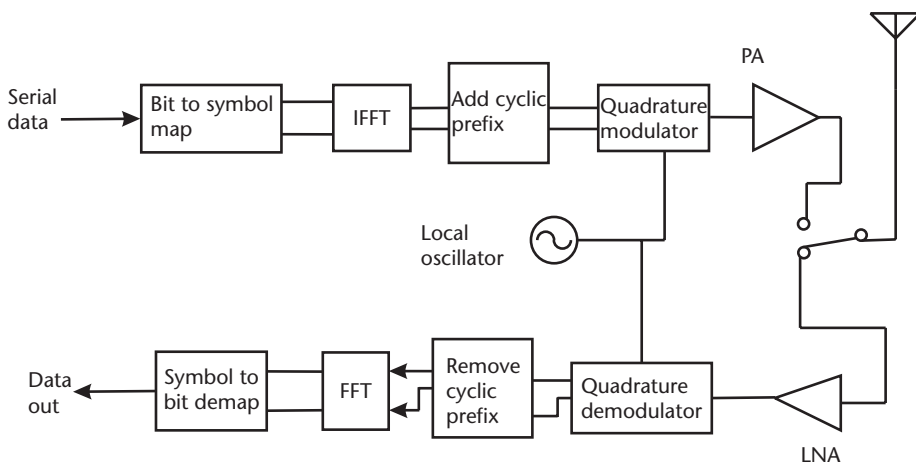 Serial
data
Bit to symbol
map
IFFT
Add cyclic
prefix
Quadrature
modulator
PA
Local
oscillator
Data
out
Symbol to
bit demap
FFT
Remove
cyclic
prefix
Quadrature
demodulator
LNA